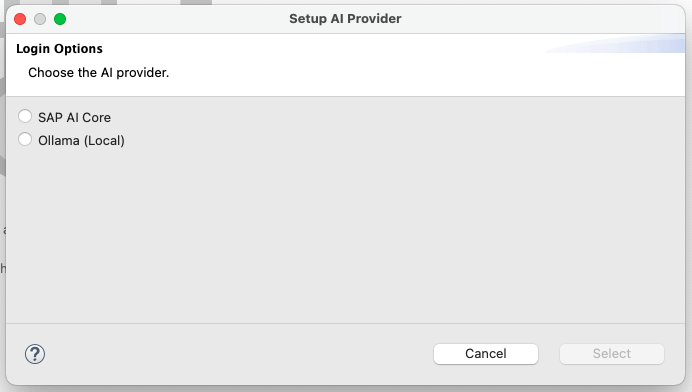 Setup AI Provider
Login Options
Choose the AI provider.
SAP AI Core
Ollama (Local)
a
h
?
Cancel
Select